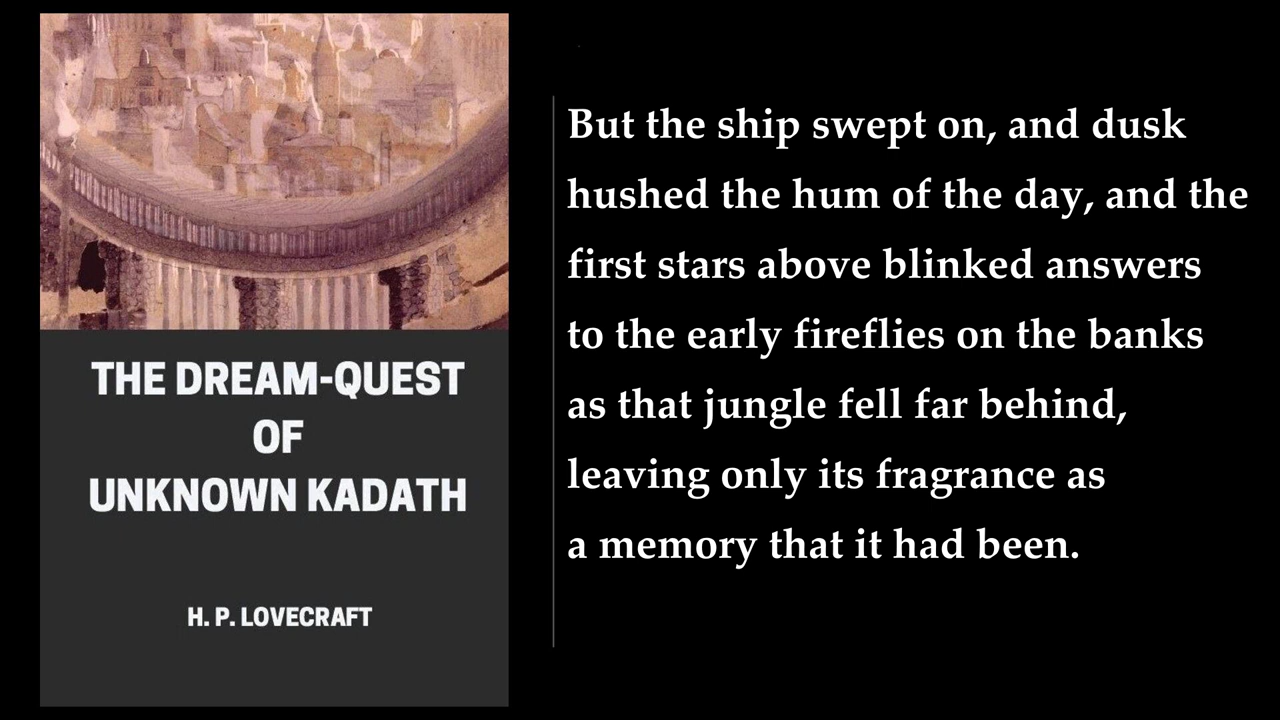 THE DREAM-QUEST
OF
UNKNOWN KADATH
H. P. LOVECRAFT
But the ship swept on, and dusk
hushed the hum of the day, and the
first stars above blinked answers
to the early fireflies on the banks
as that jungle fell far behind,
leaving only its fragrance as
a memory that it had been.